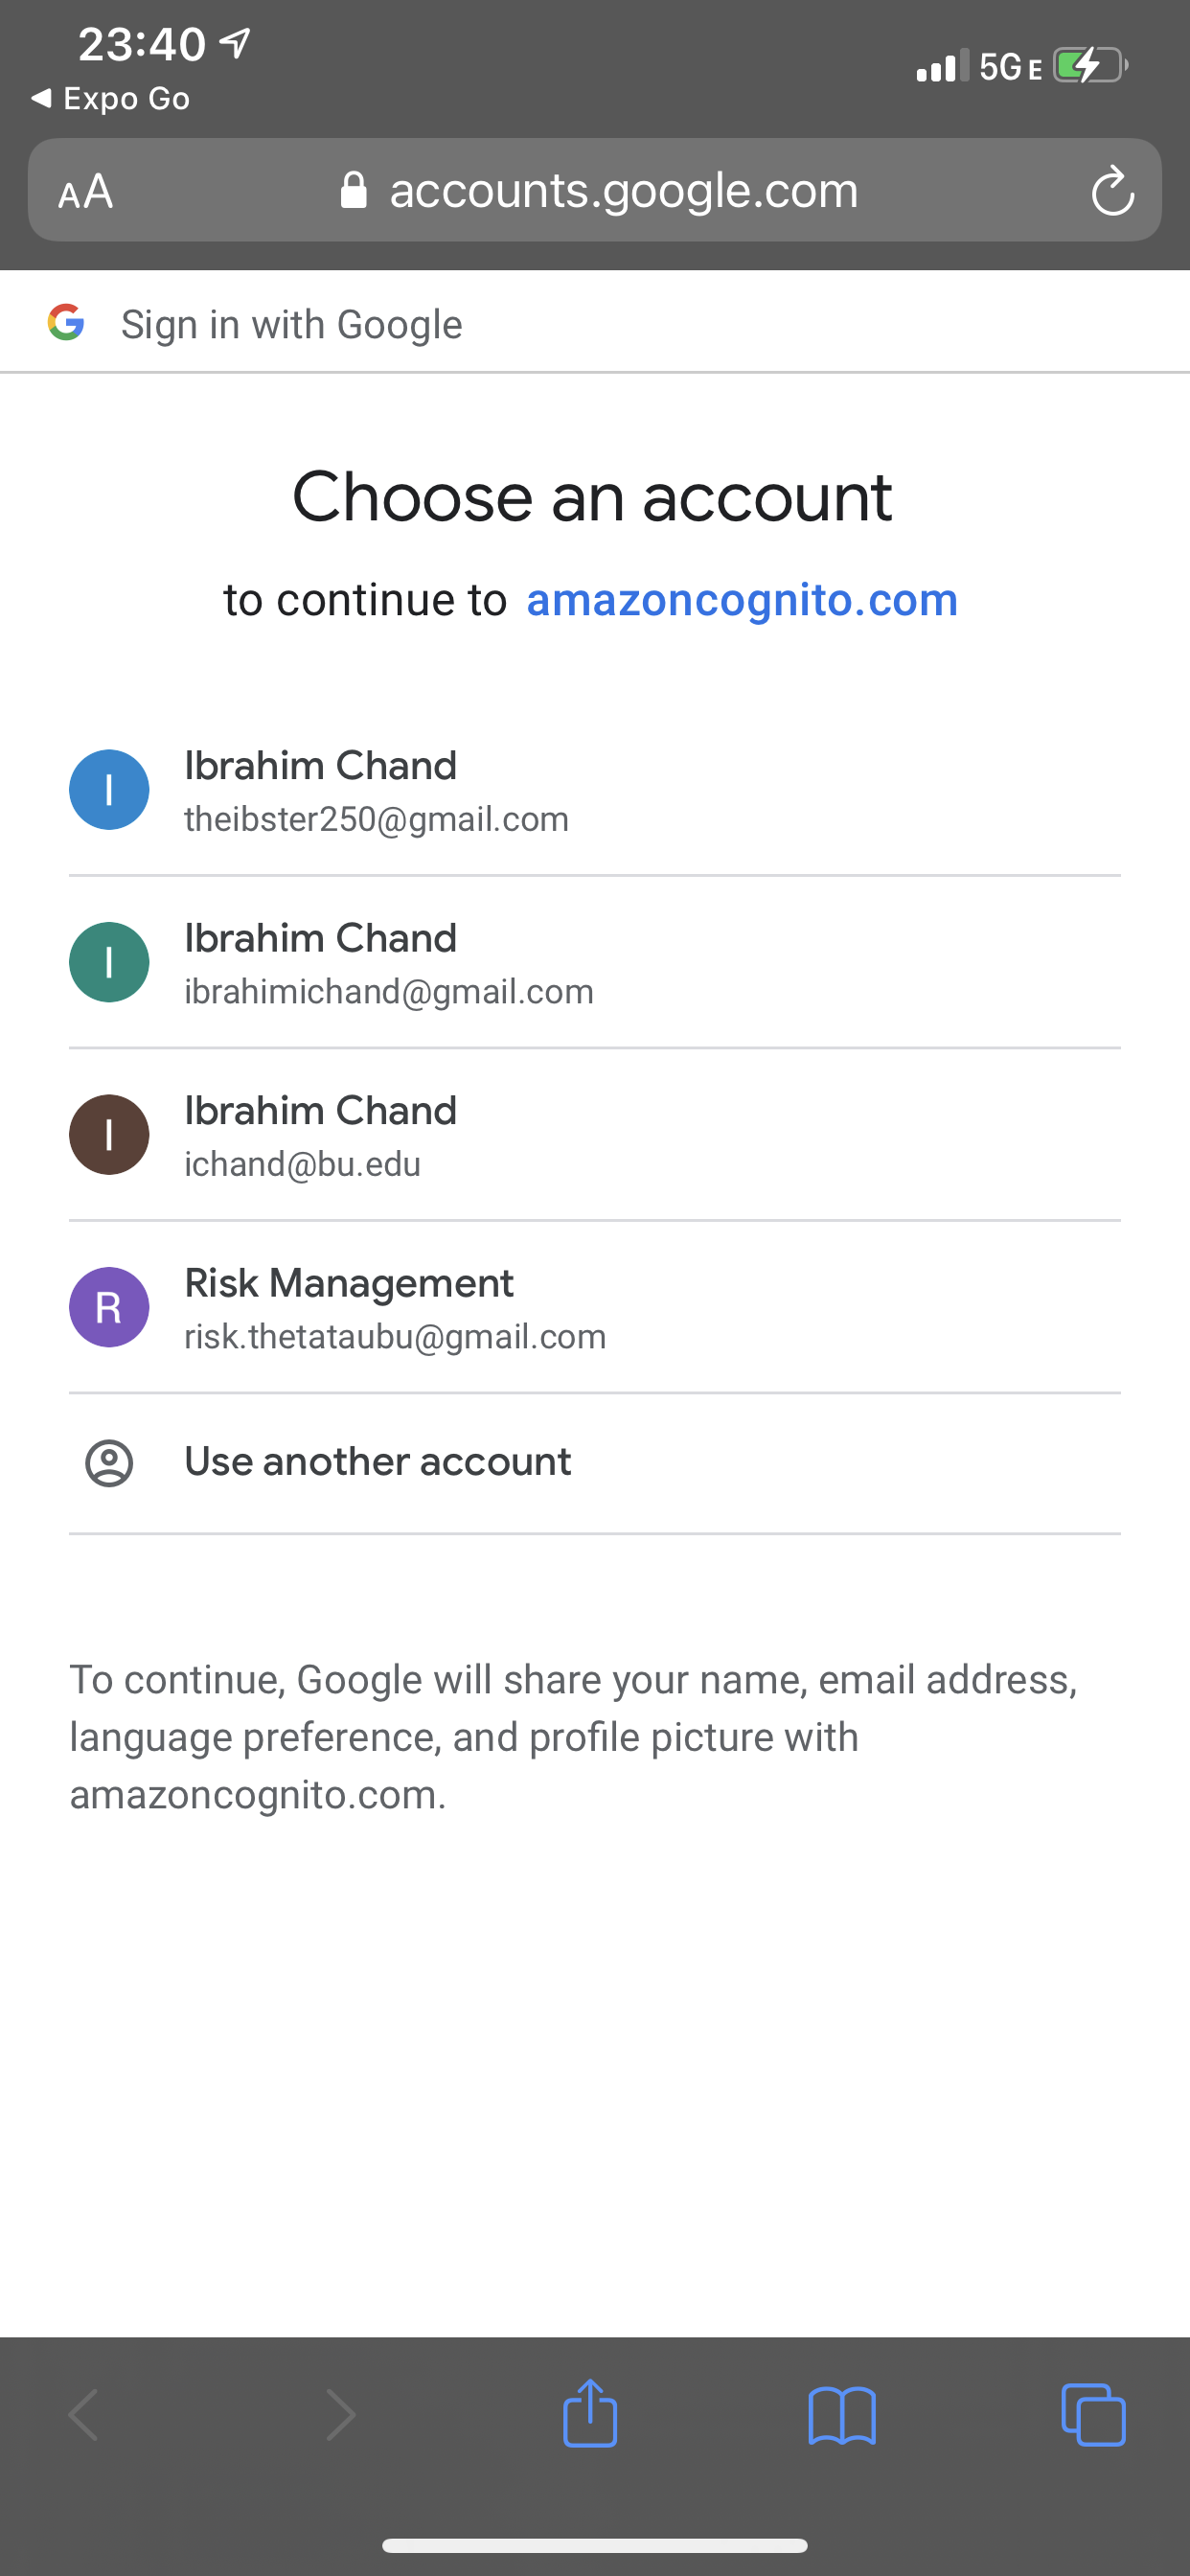 23:40
Expo Go
5G E
AA
accounts.google.com
Sign in with Google
Choose an account
to continue to amazoncognito.com
I
Ibrahim Chand
theibster250@gmail.com
I
Ibrahim Chand
ibrahimichand@gmail.com
I
Ibrahim Chand
ichand@bu.edu
R
Risk Management
risk.thetataubu@gmail.com
Use another account
To continue, Google will share your name, email address,
language preference, and profile picture with
amazoncognito.com.